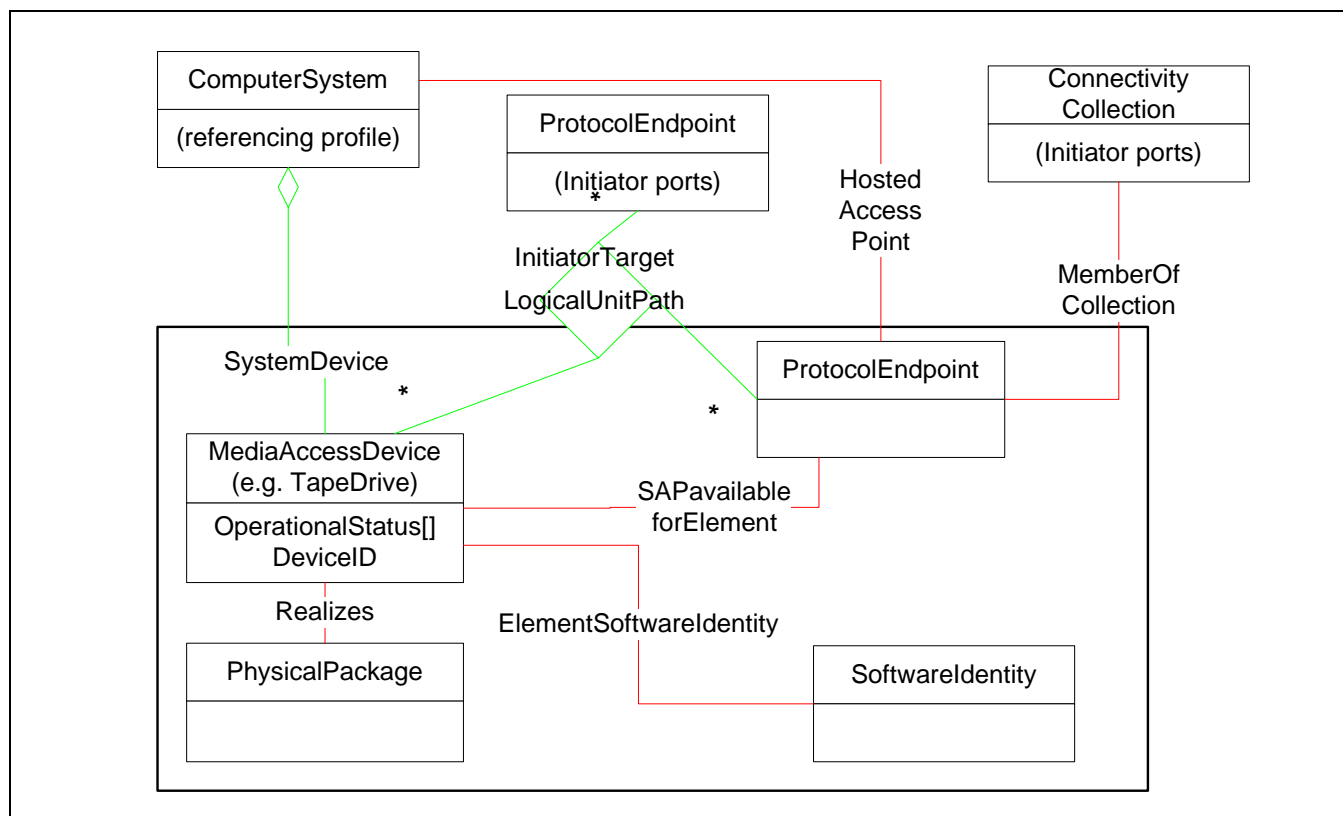 ComputerSystem
(referencing profile)
ProtocolEndpoint
(Initiator ports)
*
Connectivity
Collection
(Initiator ports)
Hosted
Access
Point
InitiatorTarget
LogicalUnitPath
MemberOf
Collection
SystemDevice
*
*
ProtocolEndpoint
MediaAccessDevice
(e.g. TapeDrive)
OperationalStatus[]
DeviceID
SAPavailable
forElement
Realizes
ElementSoftwareIdentity
PhysicalPackage
SoftwareIdentity